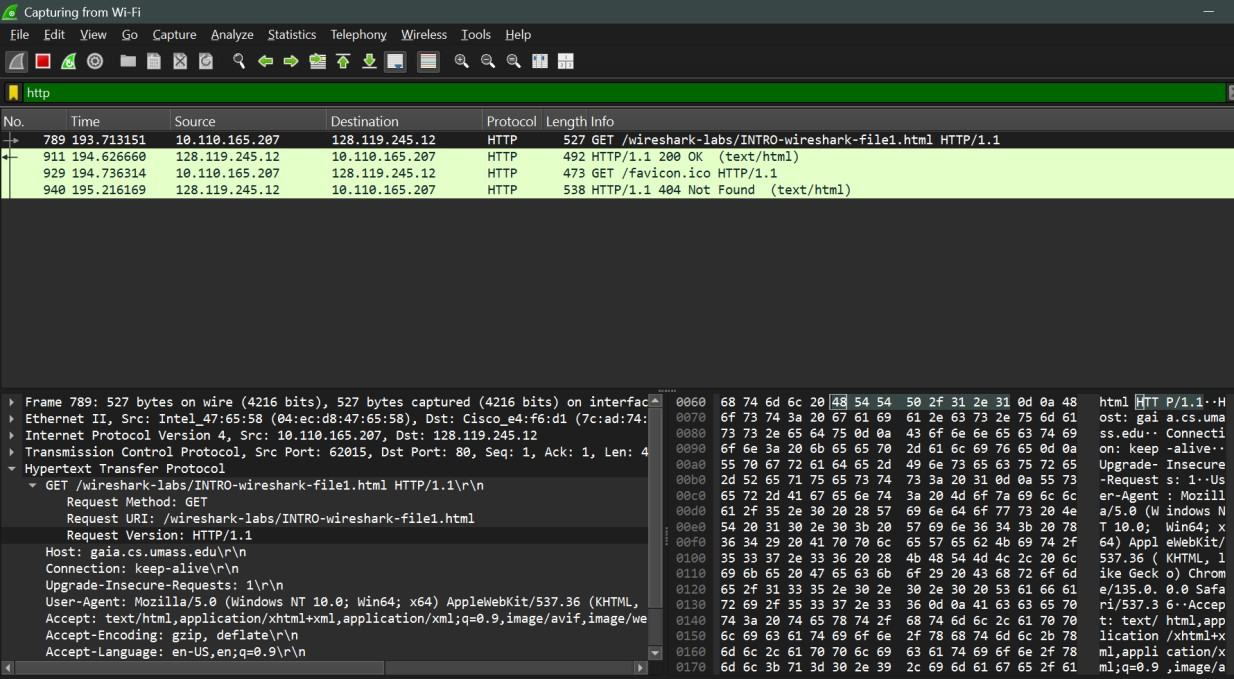 Capturing from Wi-Fi
File Edit View Go Capture Analyze Statistics Telephony Wireless Tools Help
http
No. Time Source Destination Protocol Length Info
789 193.713151 10.110.165.207 128.119.245.12 HTTP 527 GET /wireshark-labs/INTRO-wireshark-file1.html HTTP/1.1
911 194.626660 128.119.245.12 10.110.165.207 HTTP 492 HTTP/1.1 200 OK (text/html)
929 194.736314 10.110.165.207 128.119.245.12 HTTP 473 GET /favicon.ico HTTP/1.1
940 195.216169 128.119.245.12 10.110.165.207 HTTP 538 HTTP/1.1 404 Not Found (text/html)
Frame 789: 527 bytes on wire (4216 bits), 527 bytes captured (4216 bits) on interfac
Ethernet II, Src: Intel_47:65:58 (04:ec:d8:47:65:58), Dst: Cisco_e4:f6:d1 (7c:ad:74:
Internet Protocol Version 4, Src: 10.110.165.207, Dst: 128.119.245.12
Transmission Control Protocol, Src Port: 62015, Dst Port: 80, Seq: 1, Ack: 1, Len: 4
Hypertext Transfer Protocol
GET /wireshark-labs/INTRO-wireshark-file1.html HTTP/1.1\r\n
Request Method: GET
Request URI: /wireshark-labs/INTRO-wireshark-file1.html
Request Version: HTTP/1.1
Host: gaia.cs.umass.edu\r\n
Connection: keep-alive\r\n
Upgrade-Insecure-Requests: 1\r\n
User-Agent: Mozilla/5.0 (Windows NT 10.0; Win64; x64) AppleWebKit/537.36 (KHTML,
Accept: text/html,application/xhtml+xml,application/xml;q=0.9,image/avif,image/we
Accept-Encoding: gzip, deflate\r\n
Accept-Language: en-US,en;q=0.9\r\n
0060 68 74 6d 6c 20 48 54 54 50 2f 31 2e 31 0d 0a 48 html HTT P/1.1··H
0070 6f 73 74 3a 20 67 61 69 61 2e 63 73 2e 75 6d 61 ost: gai a.cs.uma
0080 73 73 2e 65 64 75 0d 0a 43 6f 6e 6e 65 63 74 69 ss.edu·· Connecti
0090 6f 6e 3a 20 6b 65 65 70 2d 61 6c 69 76 65 0d 0a on: keep -alive··
00a0 55 70 67 72 61 64 65 2d 49 6e 73 65 63 75 72 65 Upgrade- Insecure
00b0 2d 52 65 71 75 65 73 74 73 3a 20 31 0d 0a 55 73 -Request s: 1··Us
00c0 65 72 2d 41 67 65 6e 74 3a 20 4d 6f 7a 69 6c 6c er-Agent : Mozill
00d0 61 2f 35 2e 30 20 28 57 69 6e 64 6f 77 73 20 4e a/5.0 (W indows N
00e0 54 20 31 30 2e 30 3b 20 57 69 6e 36 34 3b 20 78 T 10.0; Win64; x
00f0 36 34 29 20 41 70 70 6c 65 57 65 62 4b 69 74 2f 64) Appl eWebKit/
0100 35 33 37 2e 33 36 20 28 4b 48 54 4d 4c 2c 20 6c 537.36 ( KHTML, l
0110 69 6b 65 20 47 65 63 6b 6f 29 20 43 68 72 6f 6d ike Geck o) Chrom
0120 65 2f 31 33 35 2e 30 2e 30 2e 30 20 53 61 66 61 e/135.0. 0.0 Safa
0130 72 69 2f 35 33 37 2e 33 36 0d 0a 41 63 63 65 70 ri/537.3 6··Accep
0140 74 3a 20 74 65 78 74 2f 68 74 6d 6c 2c 61 70 70 t: text/ html,app
0150 6c 69 63 61 74 69 6f 6e 2f 78 68 74 6d 6c 2b 78 lication /xhtml+x
0160 6d 6c 2c 61 70 70 6c 69 63 61 74 69 6f 6e 2f 78 ml,appli cation/x
0170 6d 6c 3b 71 3d 30 2e 39 2c 69 6d 61 67 65 2f 61 ml;q=0.9 ,image/a